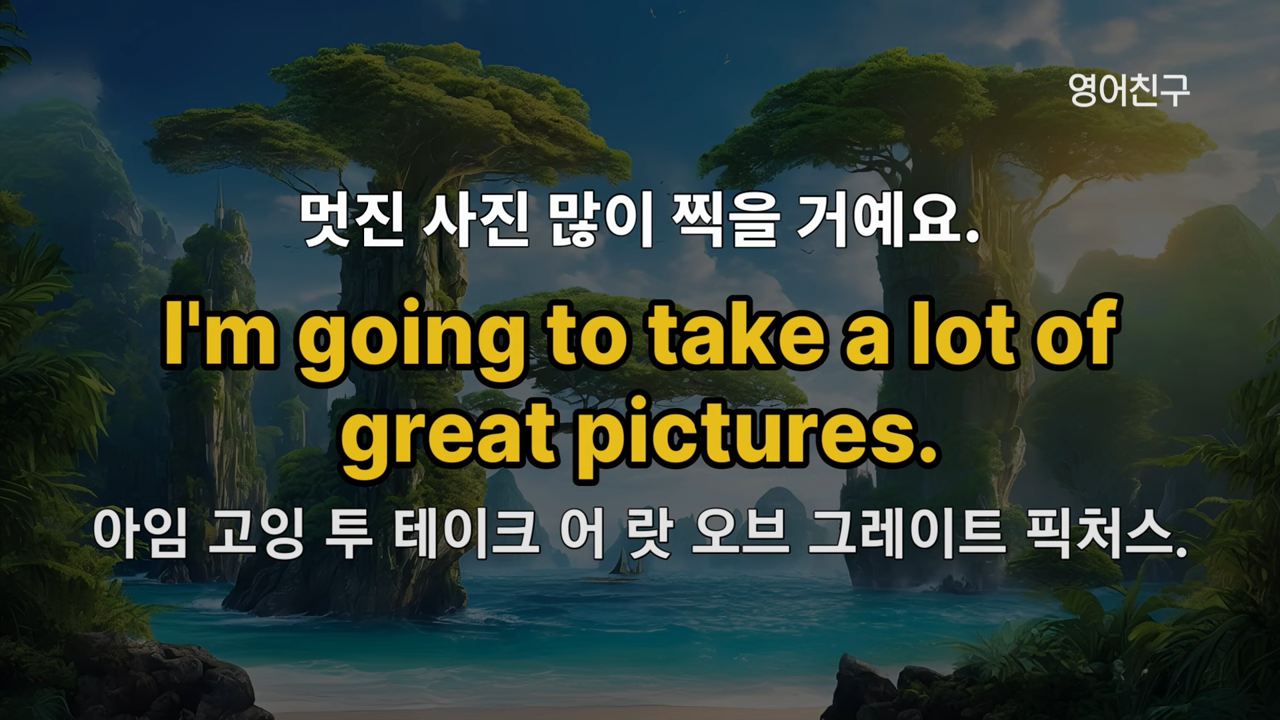 영어친구
멋진 사진 많이 찍을 거예요.
I'm going to take a lot of
great pictures.
아임 고잉 투 테이크 어 랏 오브 그레이트 픽처스.